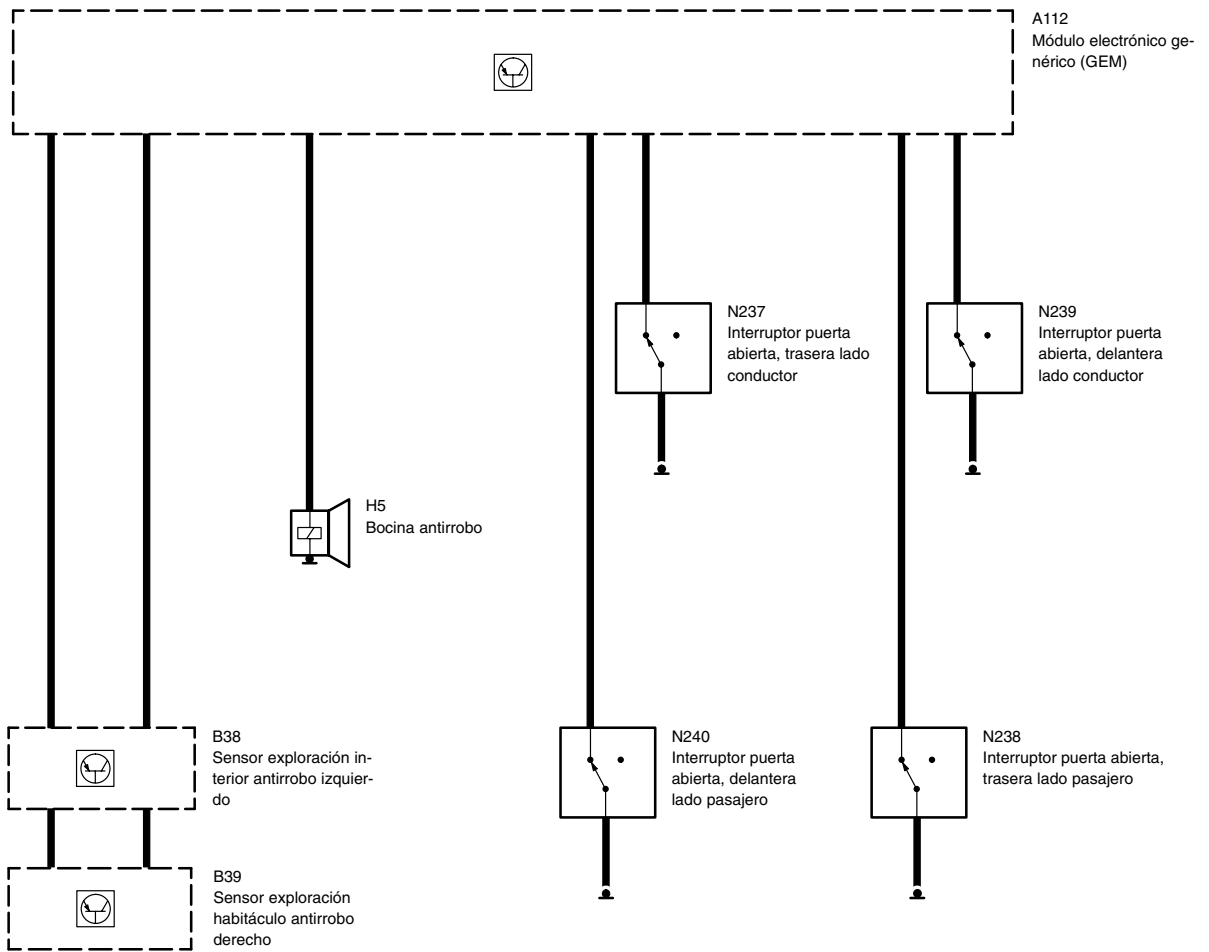 A112
Módulo electrónico ge-
nérico (GEM)
N237
Interruptor puerta
abierta, trasera lado
conductor
N239
Interruptor puerta
abierta, delantera
lado conductor
H5
Bocina antirrobo
B38
Sensor exploración in-
terior antirrobo izquier-
do
N240
Interruptor puerta
abierta, delantera
lado pasajero
N238
Interruptor puerta abierta,
trasera lado pasajero
B39
Sensor exploración
habitáculo antirrobo
derecho